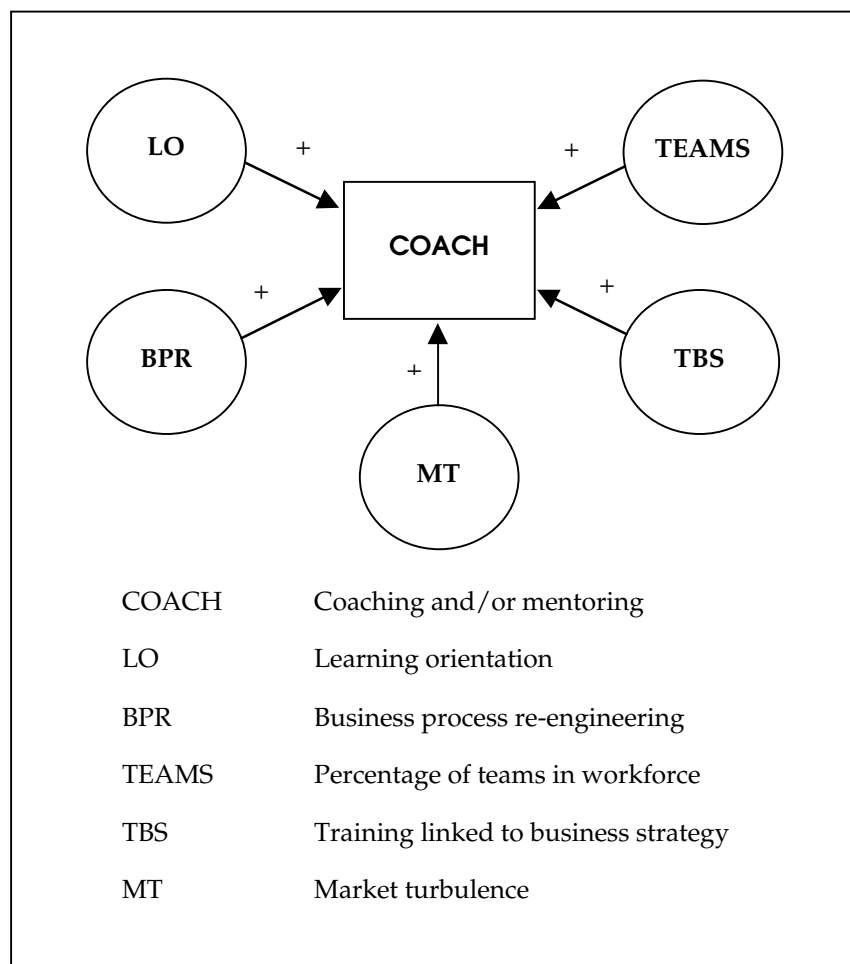 LO
+
+
TEAMS
COACH
BPR
+
+
TBS
+
MT
COACH Coaching and/or mentoring
LO Learning orientation
BPR Business process re-engineering
TEAMS Percentage of teams in workforce
TBS Training linked to business strategy
MT Market turbulence